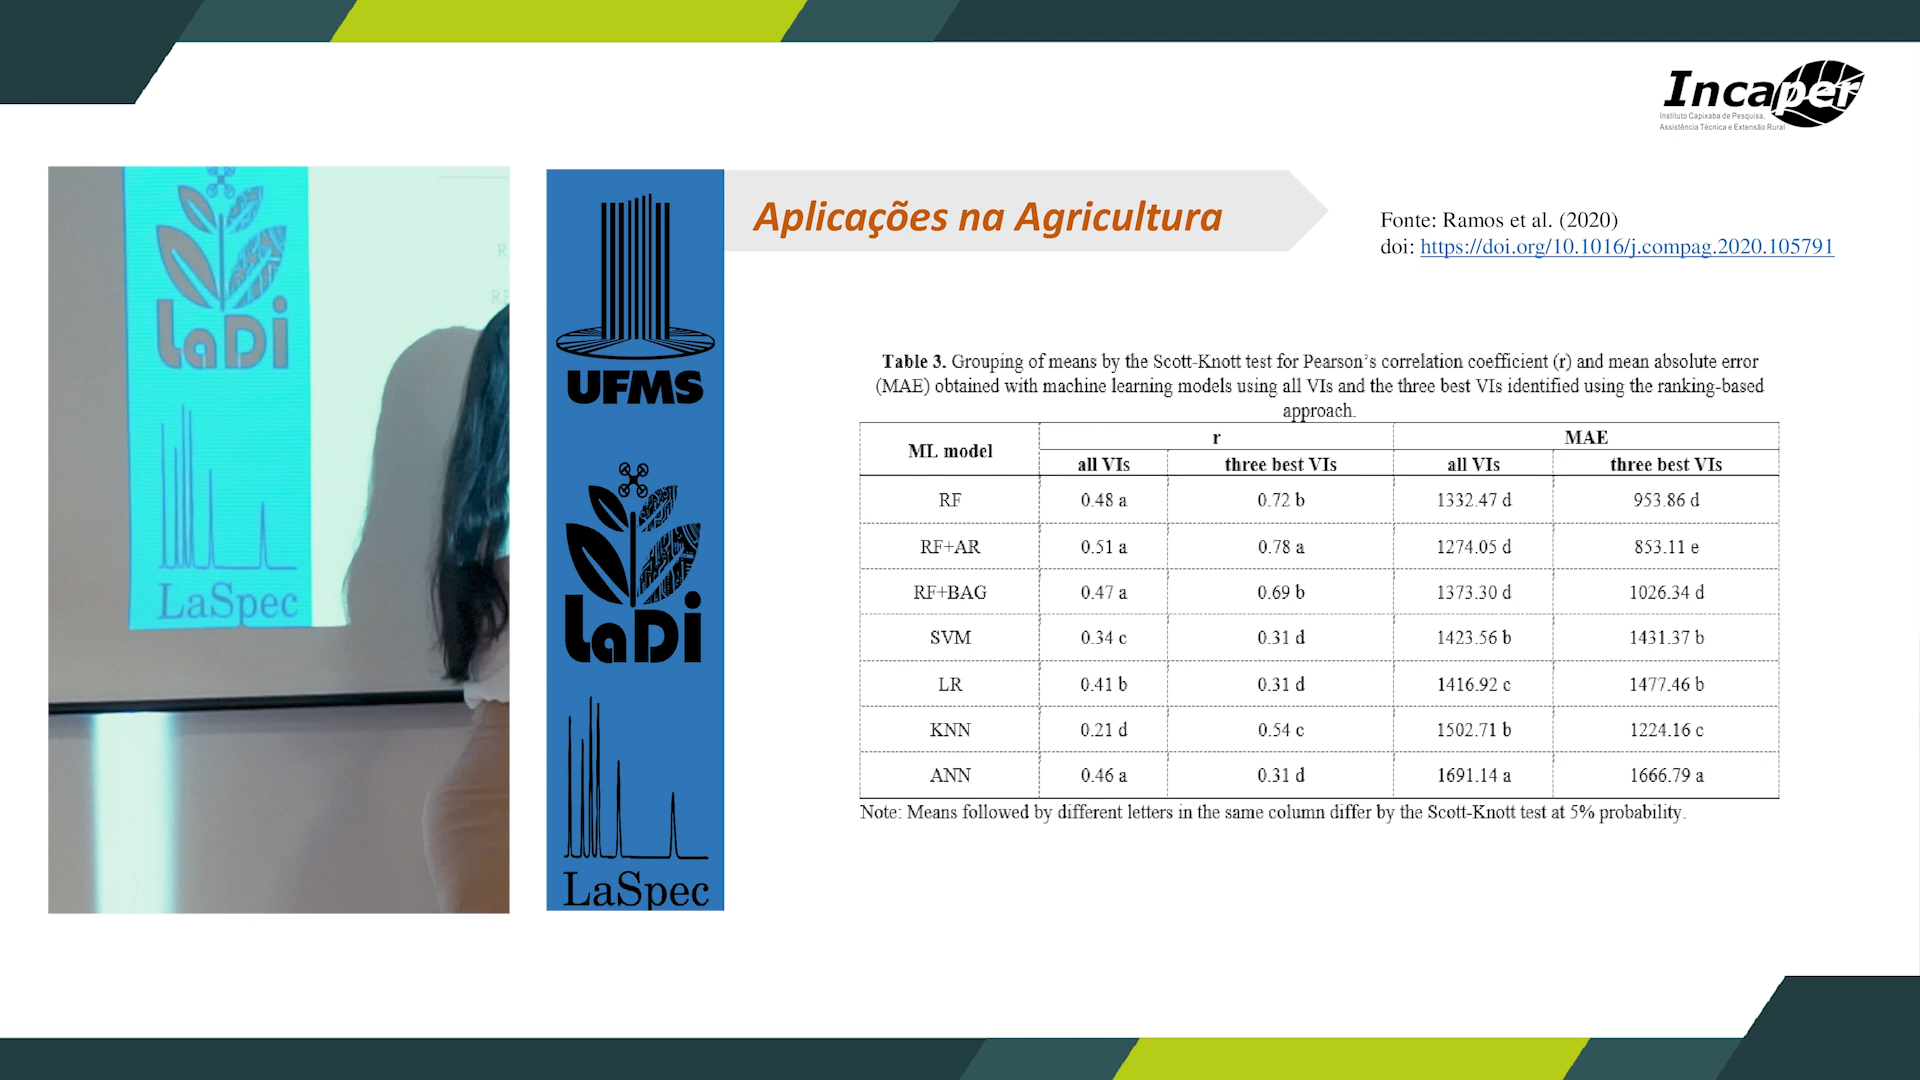 Incaper
Instituto Capixaba de Pesquisa,
Assistência Técnica e Extensão Rural
LaDi
LaSpec
UFMS
LaDi
LaSpec
Aplicações na Agricultura
Fonte: Ramos et al. (2020)
doi: https://doi.org/10.1016/j.compag.2020.105791
Table 3. Grouping of means by the Scott-Knott test for Pearson's correlation coefficient (r) and mean absolute error
(MAE) obtained with machine learning models using all VIs and the three best VIs identified using the ranking-based
approach.
ML model r MAE
all VIs three best VIs all VIs three best VIs
RF 0.48 a 0.72 b 1332.47 d 953.86 d
RF+AR 0.51 a 0.78 a 1274.05 d 853.11 e
RF+BAG 0.47 a 0.69 b 1373.30 d 1026.34 d
SVM 0.34 c 0.31 d 1423.56 b 1431.37 b
LR 0.41 b 0.31 d 1416.92 c 1477.46 b
KNN 0.21 d 0.54 c 1502.71 b 1224.16 c
ANN 0.46 a 0.31 d 1691.14 a 1666.79 a
Note: Means followed by different letters in the same column differ by the Scott-Knott test at 5% probability.